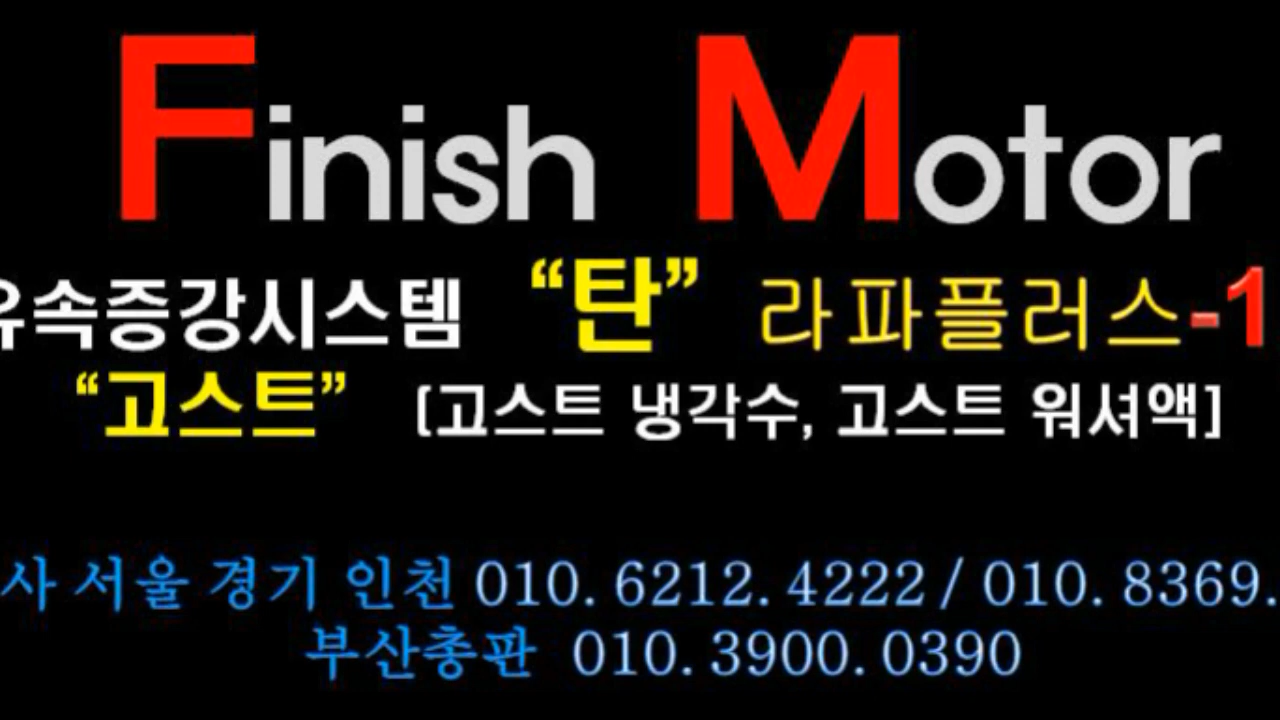 Finish Motor
유속증강시스템 “탄” 라파플러스-1
“고스트” [고스트 냉각수, 고스트 워셔액]
사 서울 경기 인천 010. 6212. 4222 / 010. 8369.
부산총판 010. 3900. 0390